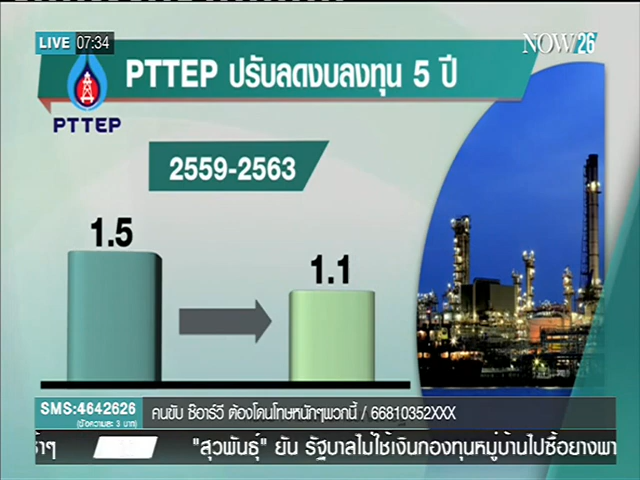 LIVE 07:34
NOW26
PTTEP ปรับลดงบลงทุน 5 ปี
PTTEP
2559-2563
1.5
1.1
SMS:4642626
(ข้อความละ 3 บาท)
คนขับ ซีอาร์วี ต้องโดนโทษหนักๆพวกนี้ / 66810352XXX
"สุวพันธุ์" ยัน รัฐบาลไม่ใช้เงินกองทุนหมู่บ้านไปซื้อยางพา